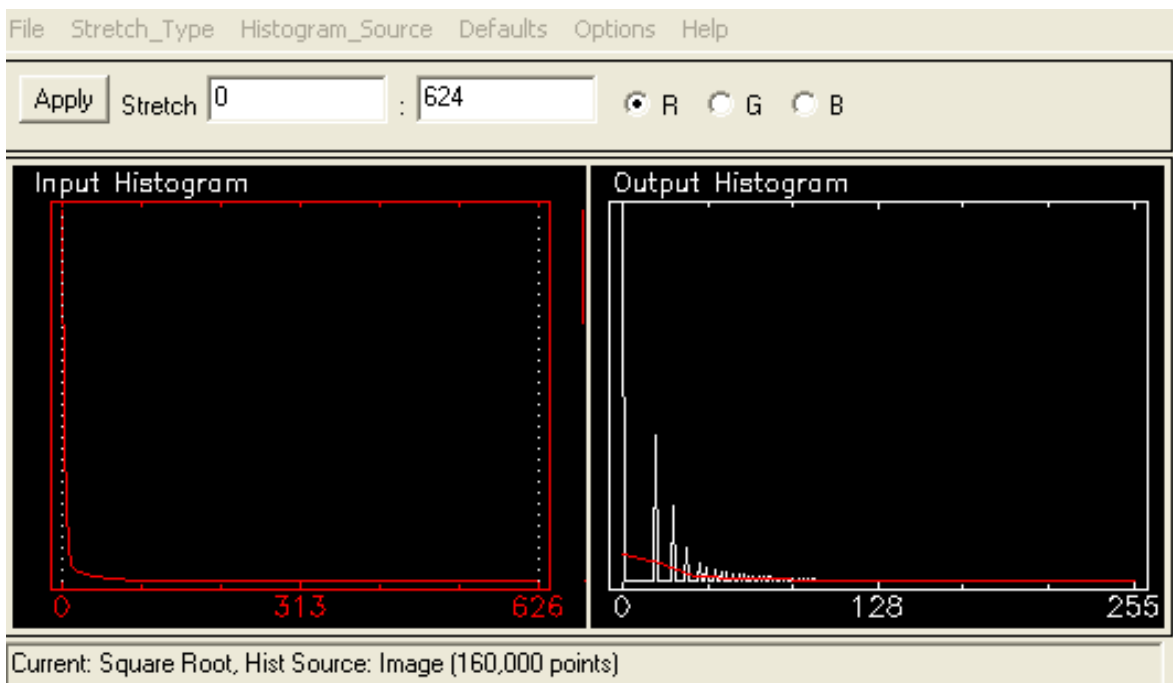 File Stretch_Type Histogram_Source Defaults Options Help
Apply Stretch 0 : 624 R G B
Input Histogram Output Histogram
0 313 626 0 128 255
Current: Square Root, Hist Source: Image (160,000 points)